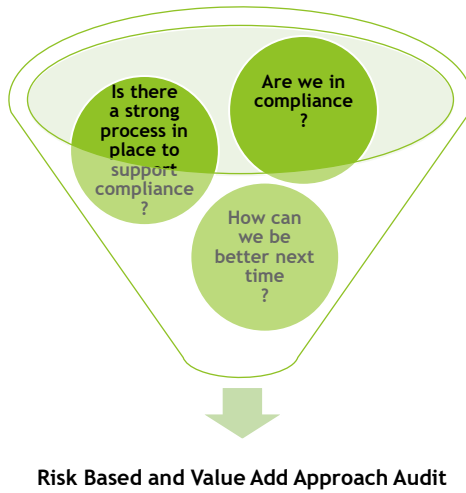 Is there
a strong
process in
place to
support
compliance
?
Are we in
compliance
?
How can
we be
better next
time
?
Risk Based and Value Add Approach Audit